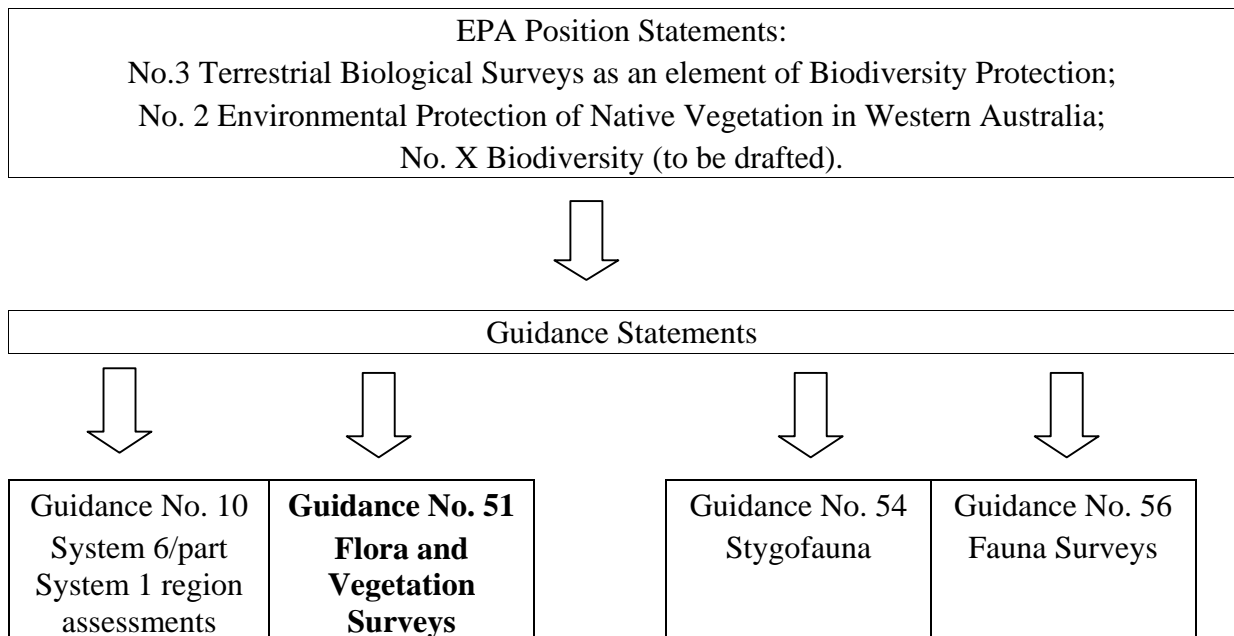 EPA Position Statements:
No.3 Terrestrial Biological Surveys as an element of Biodiversity Protection;
No. 2 Environmental Protection of Native Vegetation in Western Australia;
No. X Biodiversity (to be drafted).
Guidance Statements
Guidance No. 10
System 6/part
System 1 region
assessments
Guidance No. 51
Flora and
Vegetation
Surveys
Guidance No. 54
Stygofauna
Guidance No. 56
Fauna Surveys